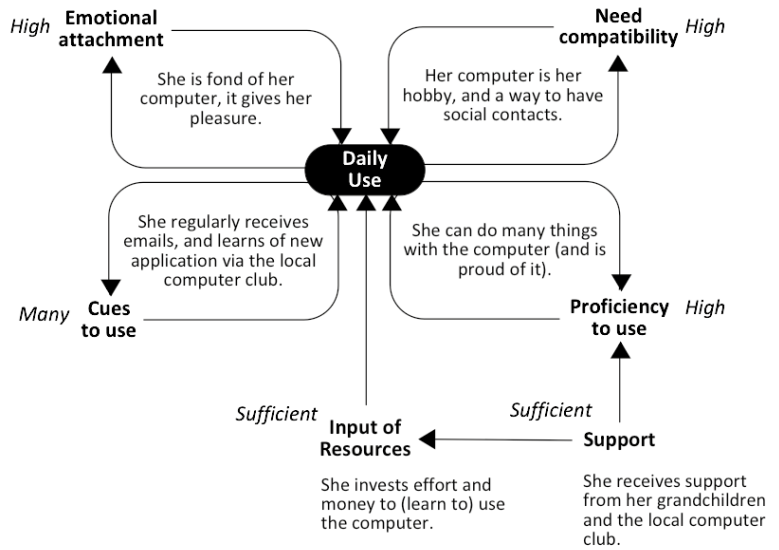 High
Emotional
attachment
She is fond of her
computer, it gives her
pleasure.
Need
compatibility
High
Her computer is her
hobby, and a way to have
social contacts.
Daily
Use
She regularly receives
emails, and learns of new
application via the local
computer club.
Many
Cues
to use
She can do many things
with the computer (and is
proud of it).
Proficiency
to use
High
Sufficient
Input of
Resources
She invests effort and
money to (learn to) use
the computer.
Sufficient
Support
She receives support
from her grandchildren
and the local computer
club.